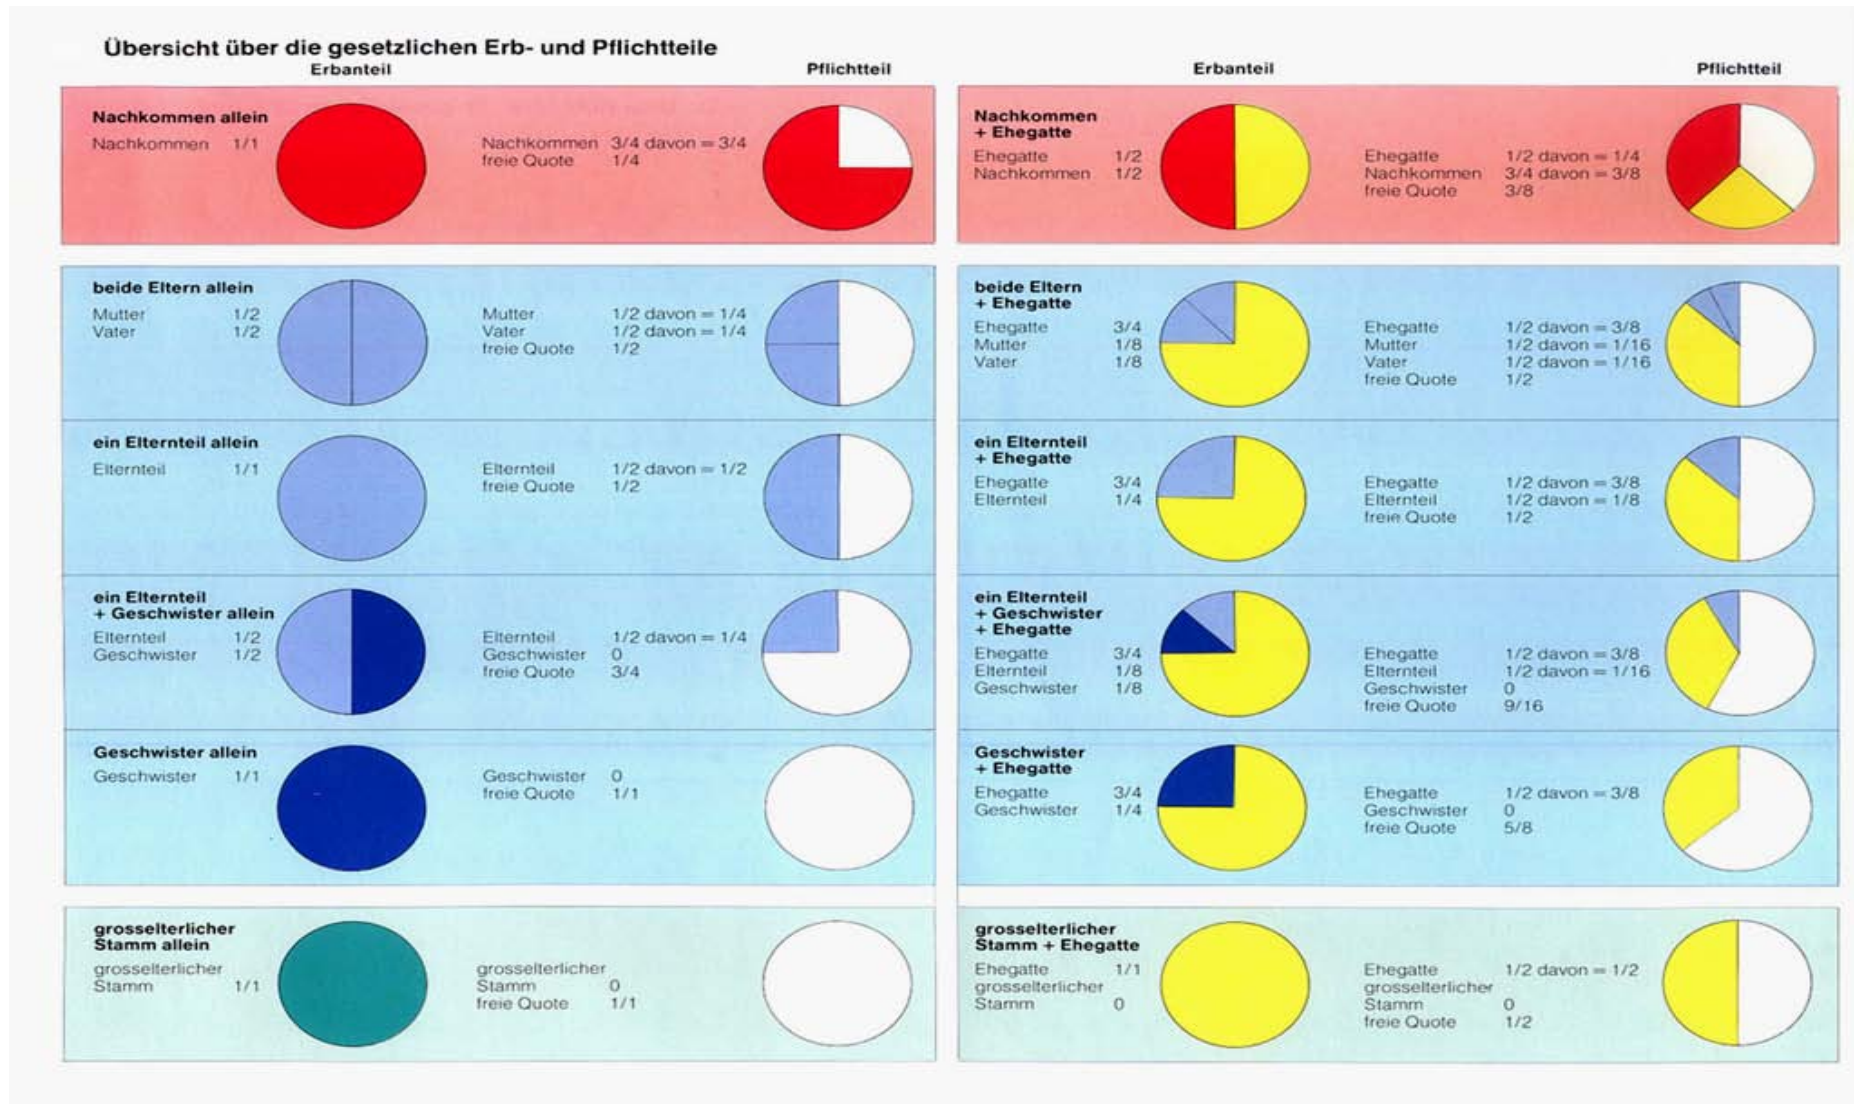 Übersicht über die gesetzlichen Erb- und Pflichtteile
Erbanteil Pflichtteil Erbanteil Pflichtteil
Nachkommen allein
Nachkommen 1/1
Nachkommen 3/4 davon = 3/4
freie Quote 1/4
Nachkommen
+ Ehegatte
Ehegatte 1/2
Nachkommen 1/2
Ehegatte 1/2 davon = 1/4
Nachkommen 3/4 davon = 3/8
freie Quote 3/8
beide Eltern allein
Mutter 1/2
Vater 1/2
Mutter 1/2 davon = 1/4
Vater 1/2 davon = 1/4
freie Quote 1/2
beide Eltern
+ Ehegatte
Ehegatte 3/4
Mutter 1/8
Vater 1/8
Ehegatte 1/2 davon = 3/8
Mutter 1/2 davon = 1/16
Vater 1/2 davon = 1/16
freie Quote 1/2
ein Elternteil allein
Elternteil 1/1
Elternteil 1/2 davon = 1/2
freie Quote 1/2
ein Elternteil
+ Ehegatte
Ehegatte 3/4
Elternteil 1/4
Ehegatte 1/2 davon = 3/8
Elternteil 1/2 davon = 1/8
freie Quote 1/2
ein Elternteil
+ Geschwister allein
Elternteil 1/2
Geschwister 1/2
Elternteil 1/2 davon = 1/4
Geschwister 0
freie Quote 3/4
ein Elternteil
+ Geschwister
+ Ehegatte
Ehegatte 3/4
Elternteil 1/8
Geschwister 1/8
Ehegatte 1/2 davon = 3/8
Elternteil 1/2 davon = 1/16
Geschwister 0
freie Quote 9/16
Geschwister allein
Geschwister 1/1
Geschwister 0
freie Quote 1/1
Geschwister
+ Ehegatte
Ehegatte 3/4
Geschwister 1/4
Ehegatte 1/2 davon = 3/8
Geschwister 0
freie Quote 5/8
grosselterlicher
Stamm allein
grosselterlicher
Stamm 1/1
grosselterlicher
Stamm 0
freie Quote 1/1
grosselterlicher
Stamm + Ehegatte
Ehegatte 1/1
grosselterlicher
Stamm 0
Ehegatte 1/2 davon = 1/2
grosselterlicher
Stamm 0
freie Quote 1/2